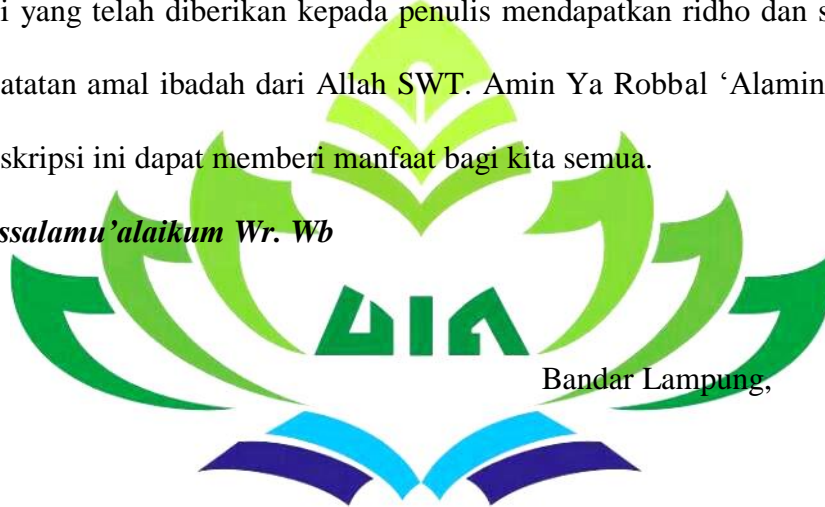 i yang telah diberikan kepada penulis mendapatkan ridho dan s
atatan amal ibadah dari Allah SWT. Amin Ya Robbal ‘Alamin
skripsi ini dapat memberi manfaat bagi kita semua.
ssalamu’alaikum Wr. Wb
UIN
Bandar Lampung,